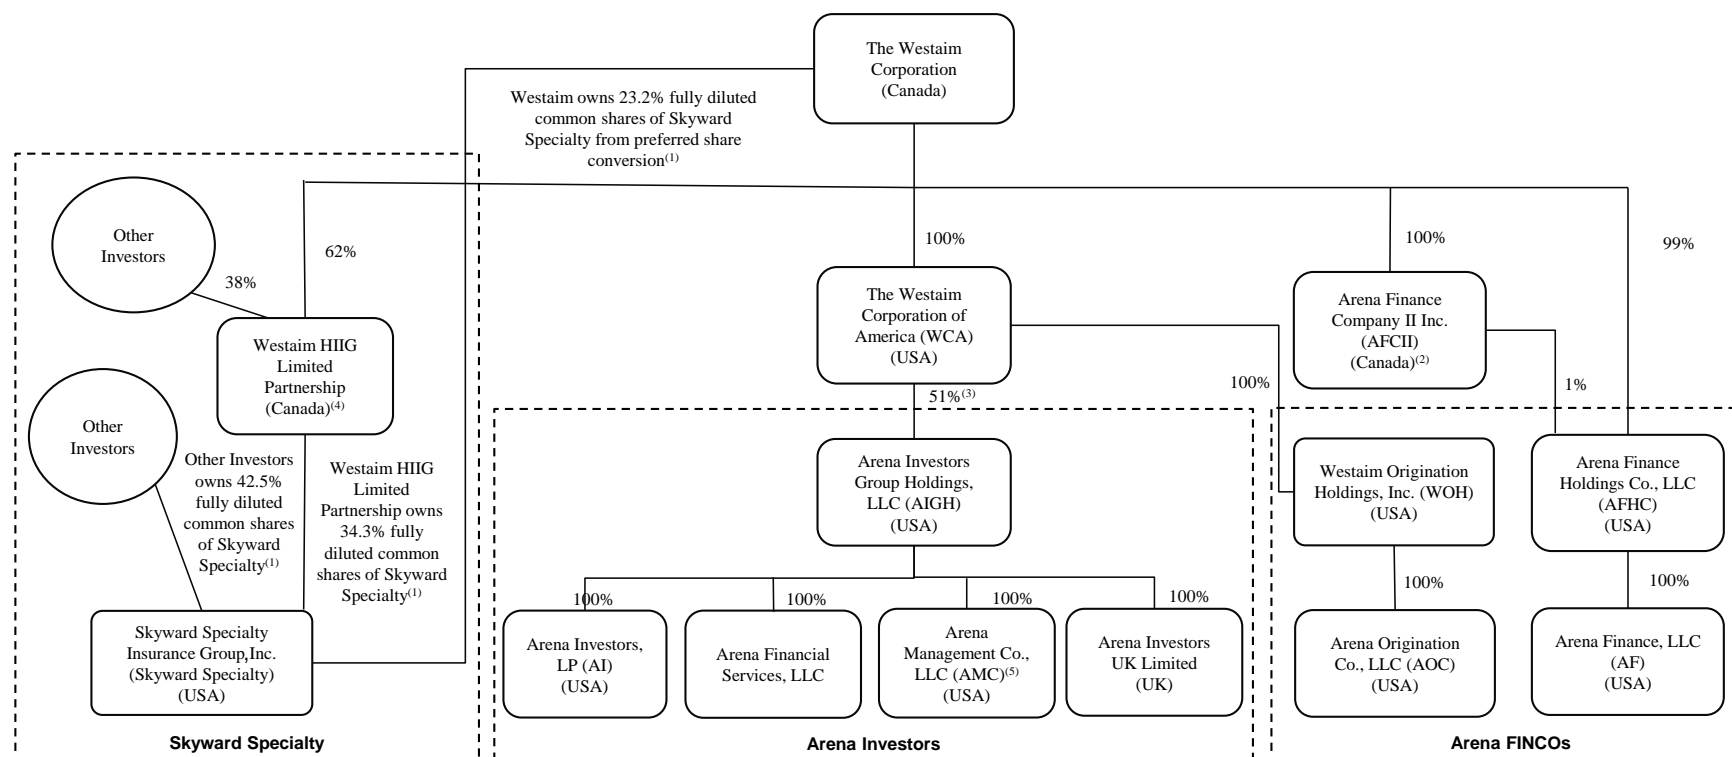 The Westaim
Corporation
(Canada)
Westaim owns 23.2% fully diluted
common shares of Skyward
Specialty from preferred share
conversion(1)
Other
Investors
38%
62%
100%
100%
99%
Westaim HIIG
Limited
Partnership
(Canada)(4)
The Westaim
Corporation of
America (WCA)
(USA)
Arena Finance
Company II Inc.
(AFCII)
(Canada)(2)
51%(3)
100%
1%
Other
Investors
Other Investors
owns 42.5%
fully diluted
common shares
of Skyward
Specialty(1)
Westaim HIIG
Limited
Partnership owns
34.3% fully
diluted common
shares of Skyward
Specialty(1)
Arena Investors
Group Holdings,
LLC (AIGH)
(USA)
Westaim Origination
Holdings, Inc. (WOH)
(USA)
Arena Finance
Holdings Co., LLC
(AFHC)
(USA)
100%
100%
100%
100%
100%
100%
Skyward Specialty
Insurance Group,Inc.
(Skyward Specialty)
(USA)
Arena Investors,
LP (AI)
(USA)
Arena Financial
Services, LLC
Arena
Management Co.,
LLC (AMC)(5)
(USA)
Arena Investors
UK Limited
(UK)
Arena Origination
Co., LLC (AOC)
(USA)
Arena Finance, LLC
(AF)
(USA)
Skyward Specialty
Arena Investors
Arena FINCOs